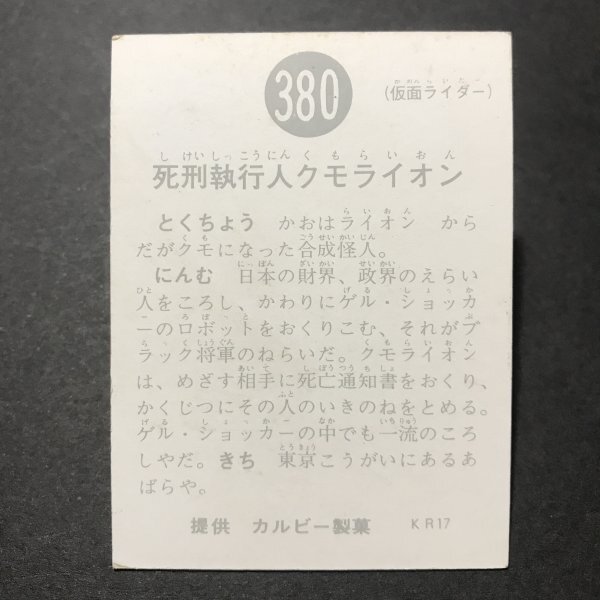 380
(仮面ライダー)
死刑執行人クモライオン
とくちょう かおはライオン から
だがクモになった合成怪人。
にんむ 日本の財界、政界のえらい
人をころし、かわりにゲル・ショッカ
ーのロボットをおくりこむ、それがブ
ラック将軍のねらいだ。クモライオン
は、めざす相手に死亡通知書をおくり、
かくじつにその人のいきのねをとめる。
ゲル・ショッカーの中でも一流のころ
しやだ。きち 東京こうがいにあるあ
ばらや。
提供 カルビー製菓 KR17